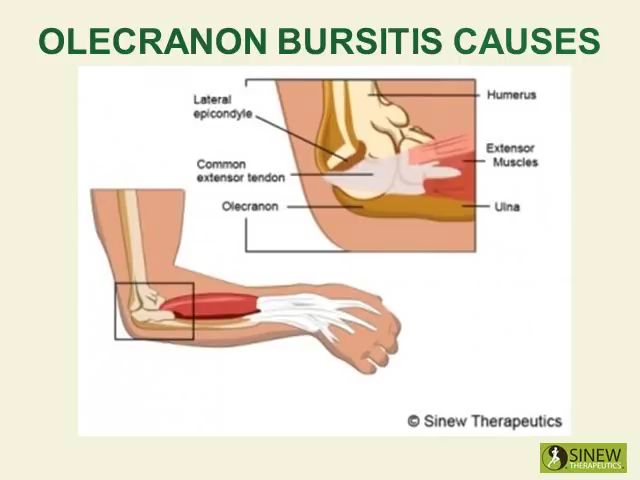 OLECRANON BURSITIS CAUSES
Lateral
epicondyle
Humerus
Common
extensor tendon
Extensor
Muscles
Olecranon
Ulna
© Sinew Therapeutics
SINEW
THERAPEUTICS